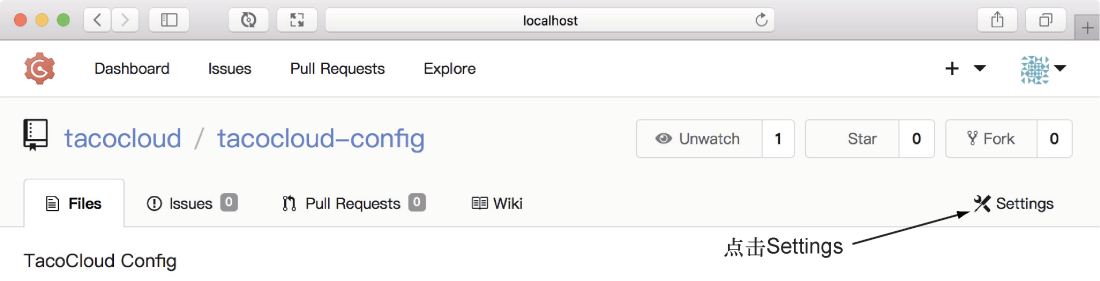 localhost
Dashboard Issues Pull Requests Explore
tacocloud / tacocloud-config
Unwatch 1 Star 0 Fork 0
Files Issues 0 Pull Requests 0 Wiki Settings
点击Settings
TacoCloud Config